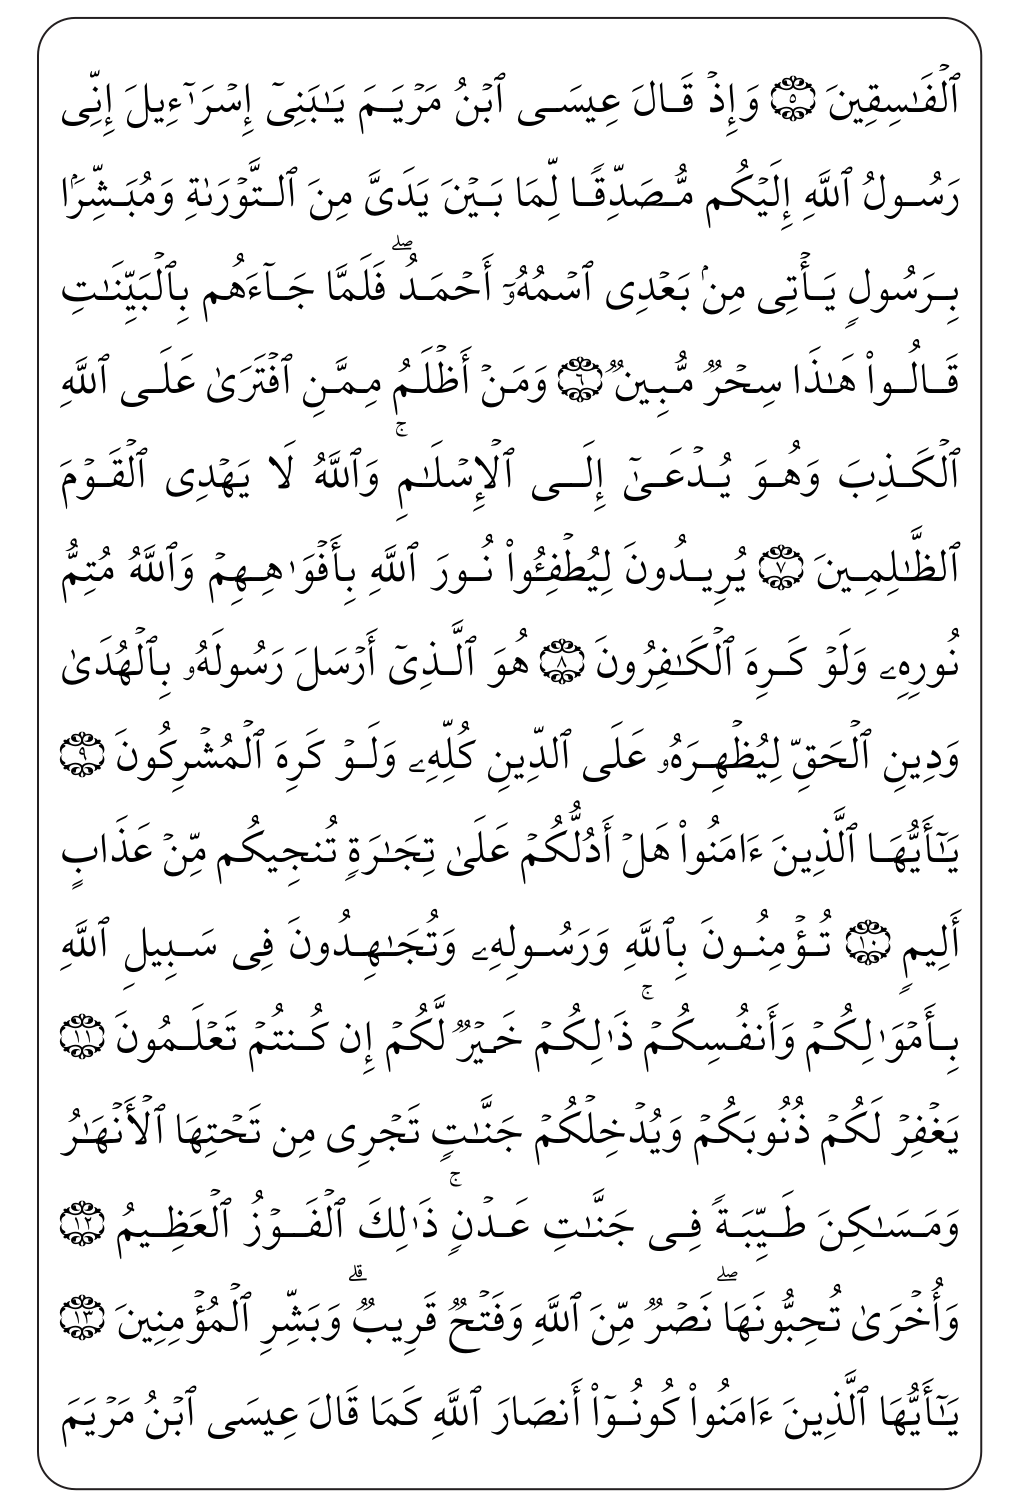 ٱلْفَٰسِقِينَ ٥ وَإِذْ قَالَ عِيسَى ٱبْنُ مَرْيَمَ يَٰبَنِىٓ إِسْرَٰٓءِيلَ إِنِّى
رَسُولُ ٱللَّهِ إِلَيْكُم مُّصَدِّقًا لِّمَا بَيْنَ يَدَىَّ مِنَ ٱلتَّوْرَىٰةِ وَمُبَشِّرًۢا
بِرَسُولٍ يَأْتِى مِنۢ بَعْدِى ٱسْمُهُۥٓ أَحْمَدُ ۖ فَلَمَّا جَآءَهُم بِٱلْبَيِّنَٰتِ
قَالُوا۟ هَٰذَا سِحْرٌ مُّبِينٌ ٦ وَمَنْ أَظْلَمُ مِمَّنِ ٱفْتَرَىٰ عَلَى ٱللَّهِ
ٱلْكَذِبَ وَهُوَ يُدْعَىٰٓ إِلَى ٱلْإِسْلَٰمِ ۚ وَٱللَّهُ لَا يَهْدِى ٱلْقَوْمَ
ٱلظَّٰلِمِينَ ٧ يُرِيدُونَ لِيُطْفِـُٔوا۟ نُورَ ٱللَّهِ بِأَفْوَٰهِهِمْ وَٱللَّهُ مُتِمُّ
نُورِهِۦ وَلَوْ كَرِهَ ٱلْكَٰفِرُونَ ٨ هُوَ ٱلَّذِىٓ أَرْسَلَ رَسُولَهُۥ بِٱلْهُدَىٰ
وَدِينِ ٱلْحَقِّ لِيُظْهِرَهُۥ عَلَى ٱلدِّينِ كُلِّهِۦ وَلَوْ كَرِهَ ٱلْمُشْرِكُونَ ٩
يَٰٓأَيُّهَا ٱلَّذِينَ ءَامَنُوا۟ هَلْ أَدُلُّكُمْ عَلَىٰ تِجَٰرَةٍ تُنجِيكُم مِّنْ عَذَابٍ
أَلِيمٍ ١٠ تُؤْمِنُونَ بِٱللَّهِ وَرَسُولِهِۦ وَتُجَٰهِدُونَ فِى سَبِيلِ ٱللَّهِ
بِأَمْوَٰلِكُمْ وَأَنفُسِكُمْ ۚ ذَٰلِكُمْ خَيْرٌ لَّكُمْ إِن كُنتُمْ تَعْلَمُونَ ١١
يَغْفِرْ لَكُمْ ذُنُوبَكُمْ وَيُدْخِلْكُمْ جَنَّٰتٍ تَجْرِى مِن تَحْتِهَا ٱلْأَنْهَٰرُ
وَمَسَٰكِنَ طَيِّبَةً فِى جَنَّٰتِ عَدْنٍ ۚ ذَٰلِكَ ٱلْفَوْزُ ٱلْعَظِيمُ ١٢
وَأُخْرَىٰ تُحِبُّونَهَا ۖ نَصْرٌ مِّنَ ٱللَّهِ وَفَتْحٌ قَرِيبٌ ۗ وَبَشِّرِ ٱلْمُؤْمِنِينَ ١٣
يَٰٓأَيُّهَا ٱلَّذِينَ ءَامَنُوا۟ كُونُوٓا۟ أَنصَارَ ٱللَّهِ كَمَا قَالَ عِيسَى ٱبْنُ مَرْيَمَ